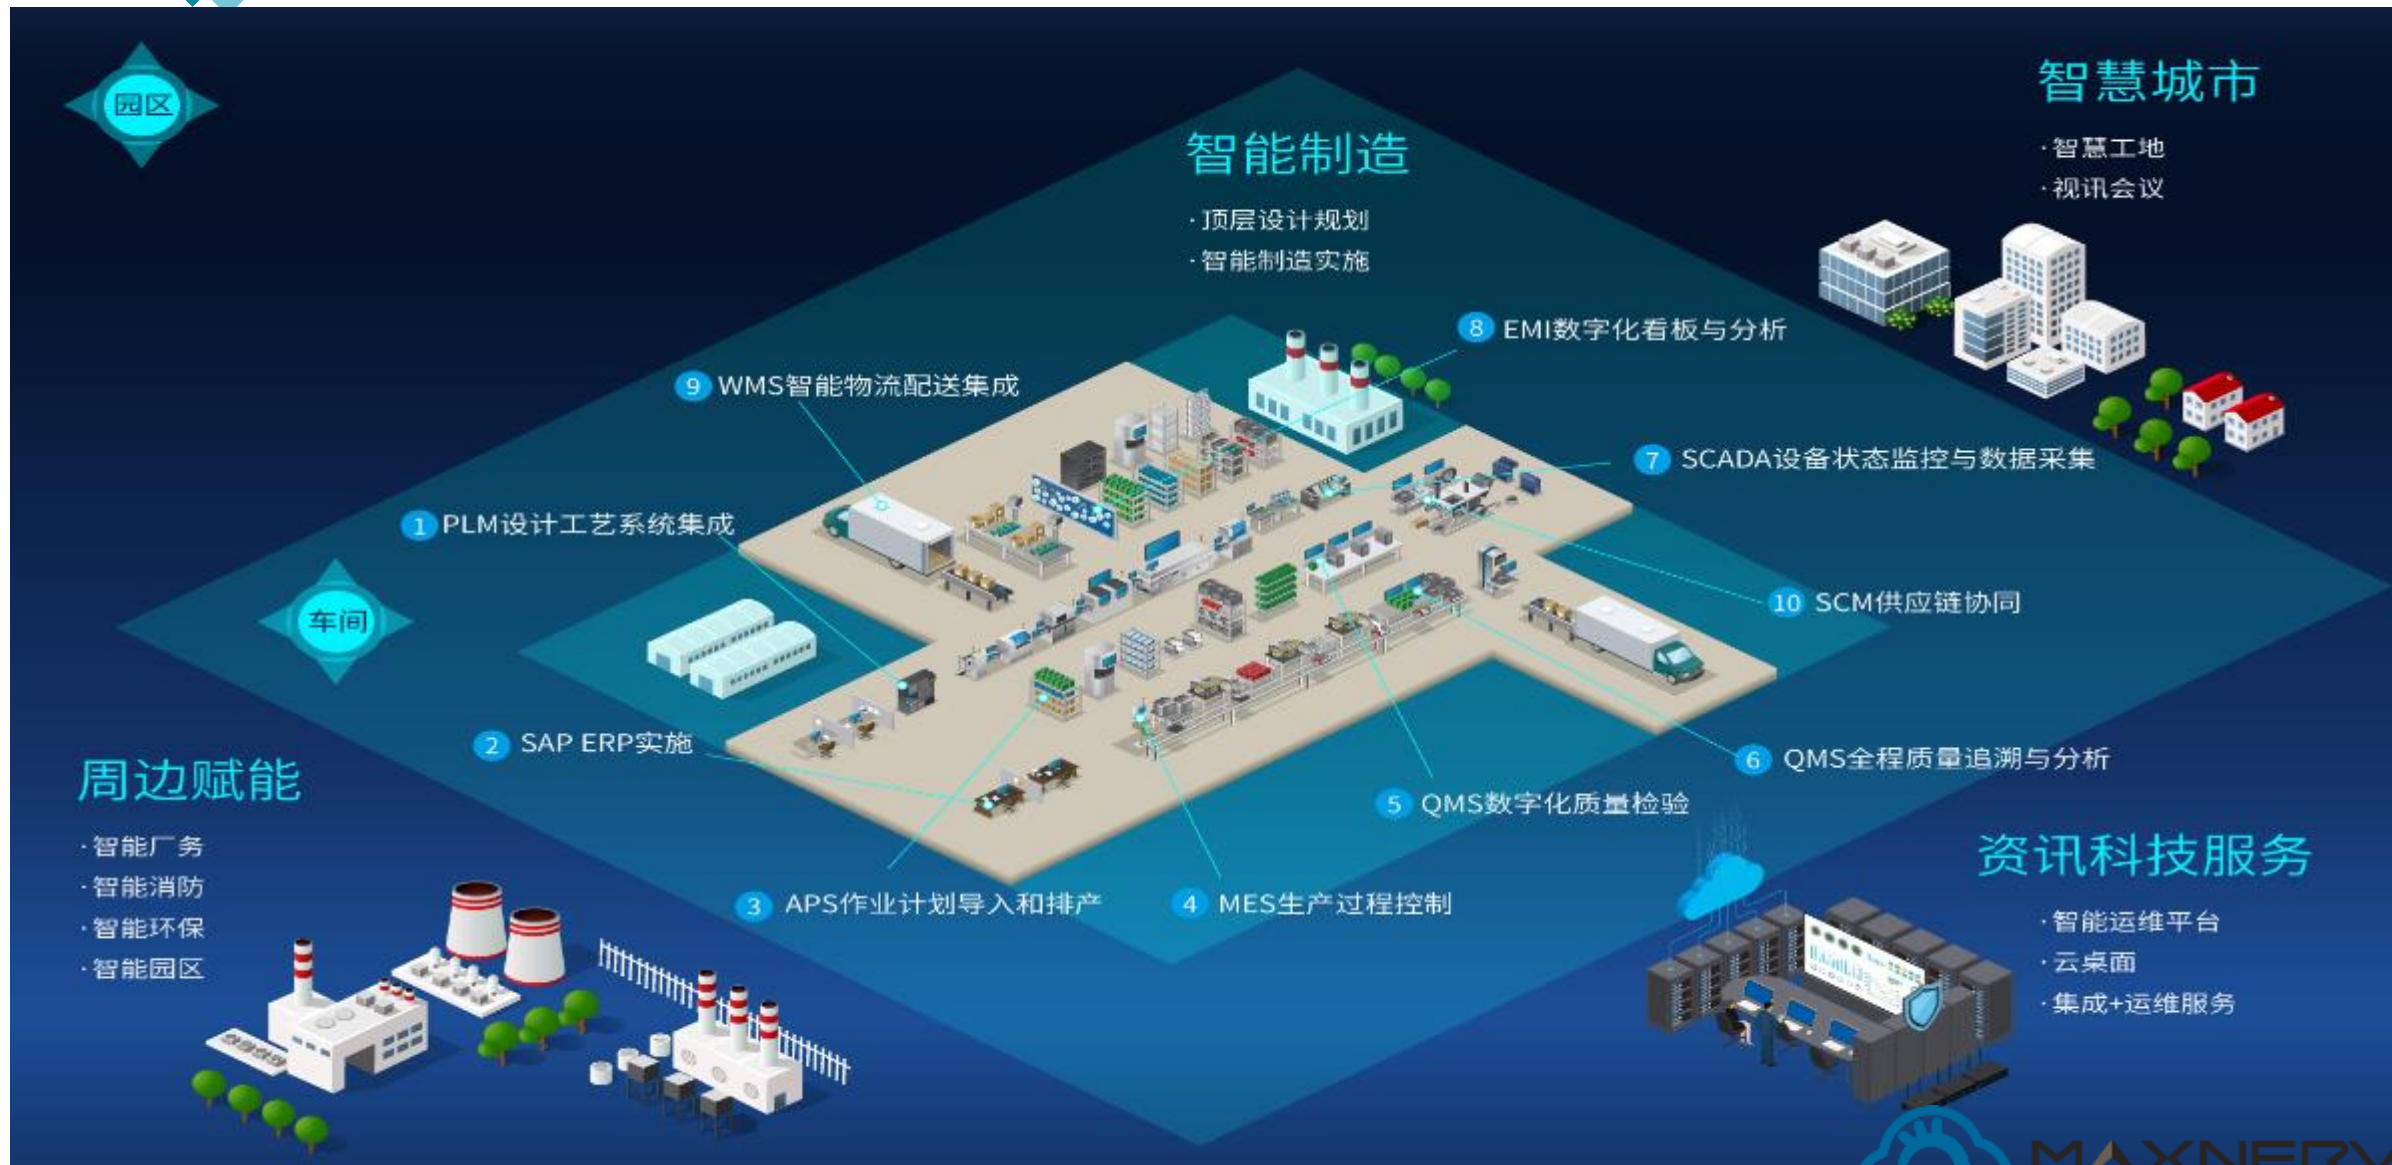 园区
智慧城市
·智慧工地
·视讯会议
智能制造
·顶层设计规划
·智能制造实施
8 EMI数字化看板与分析
9 WMS智能物流配送集成
7 SCADA设备状态监控与数据采集
1 PLM设计工艺系统集成
车间
10 SCM供应链协同
2 SAP ERP实施
6 QMS全程质量追溯与分析
5 QMS数字化质量检验
3 APS作业计划导入和排产
4 MES生产过程控制
周边赋能
·智能厂务
·智能消防
·智能环保
·智能园区
资讯科技服务
·智能运维平台
·云桌面
·集成+运维服务
MAXNERV